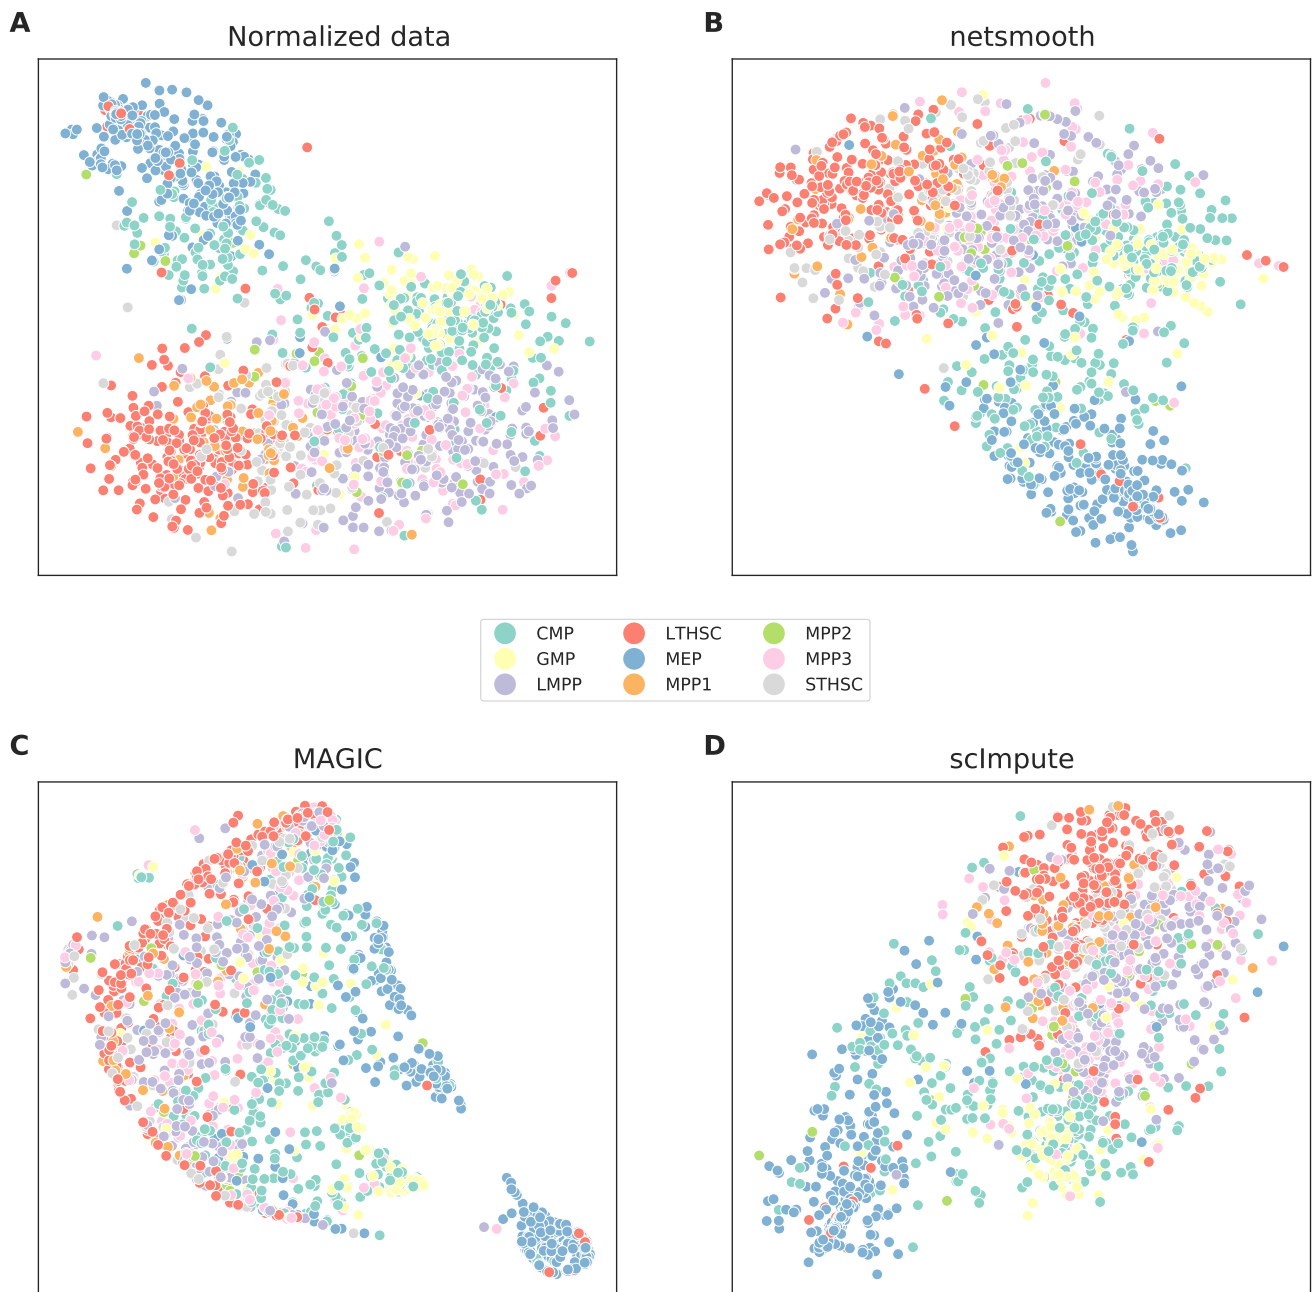 A
Normalized data
B
netsmooth
CMP LTHSC MPP2
GMP MEP MPP3
LMPP MPP1 STHSC
C
MAGIC
D
scImpute